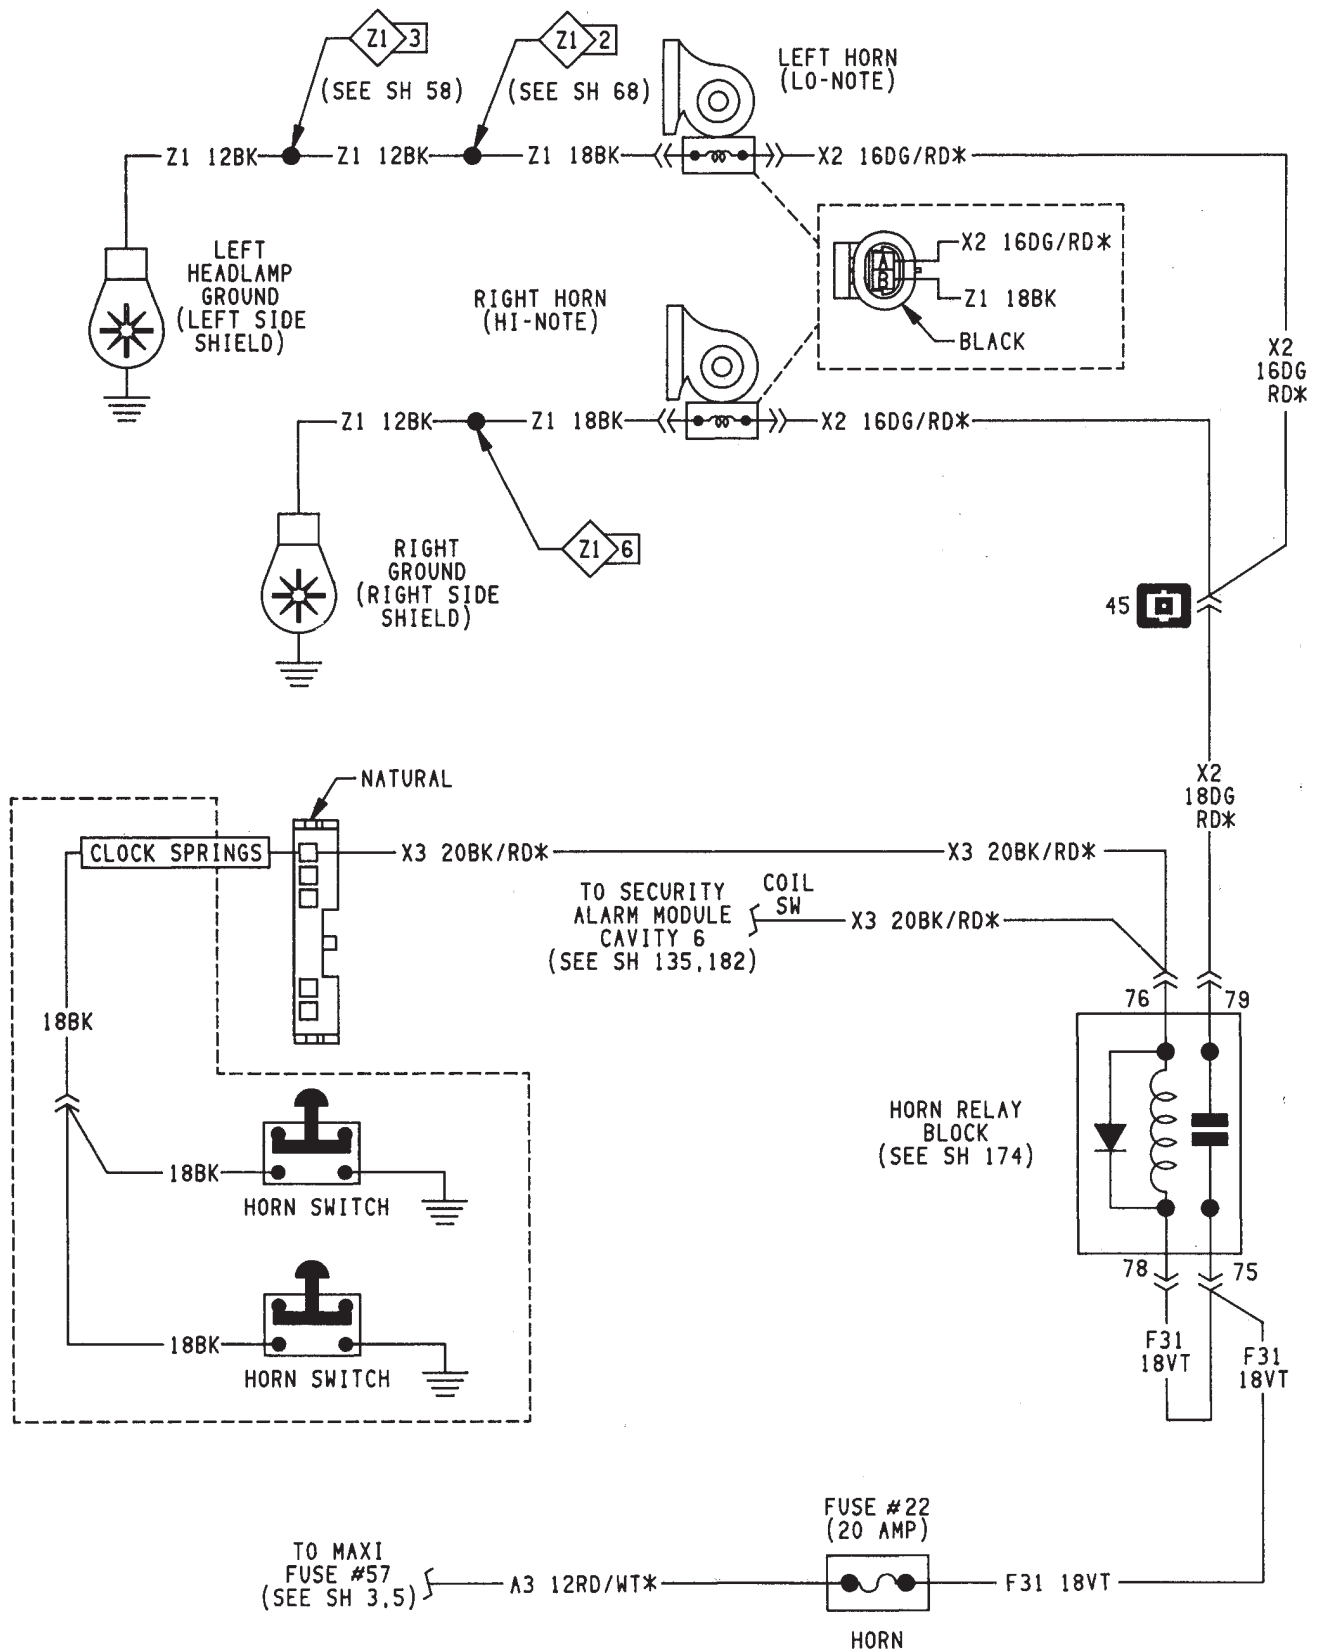 Z1 3
Z1 2
(SEE SH 58)
(SEE SH 68)
LEFT HORN
(LO-NOTE)
Z1 12BK
Z1 12BK
Z1 18BK
X2 16DG/RD*
LEFT
HEADLAMP
GROUND
(LEFT SIDE
SHIELD)
RIGHT HORN
(HI-NOTE)
A
B
X2 16DG/RD*
Z1 18BK
BLACK
X2
16DG
RD*
Z1 12BK
Z1 18BK
X2 16DG/RD*
Z1 6
RIGHT
GROUND
(RIGHT SIDE
SHIELD)
45
X2
18DG
RD*
NATURAL
CLOCK SPRINGS
X3 20BK/RD*
X3 20BK/RD*
TO SECURITY
ALARM MODULE
CAVITY 6
(SEE SH 135,182)
COIL
SW
X3 20BK/RD*
76
79
18BK
HORN RELAY
BLOCK
(SEE SH 174)
18BK
HORN SWITCH
18BK
HORN SWITCH
78
75
F31
18VT
F31
18VT
FUSE #22
(20 AMP)
TO MAXI
FUSE #57
(SEE SH 3,5)
A3 12RD/WT*
F31 18VT
HORN